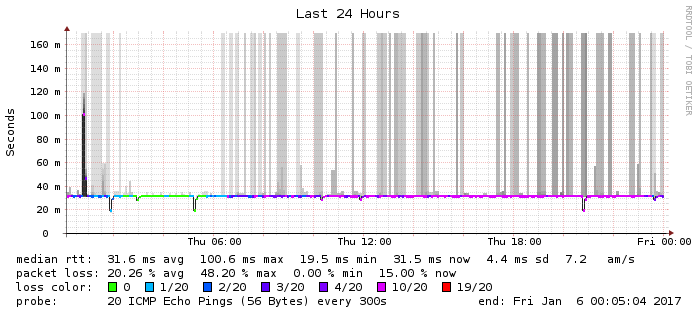 Last 24 Hours
RRDTOOL / TOBI OETIKER
Seconds
160 m
140 m
120 m
100 m
80 m
60 m
40 m
20 m
0
Thu 06:00 Thu 12:00 Thu 18:00 Fri 00:00
median rtt: 31.6 ms avg 100.6 ms max 19.5 ms min 31.5 ms now 4.4 ms sd 7.2 am/s
packet loss: 20.26 % avg 48.20 % max 0.00 % min 15.00 % now
loss color: 0 1/20 2/20 3/20 4/20 10/20 19/20
probe: 20 ICMP Echo Pings (56 Bytes) every 300s end: Fri Jan 6 00:05:04 2017